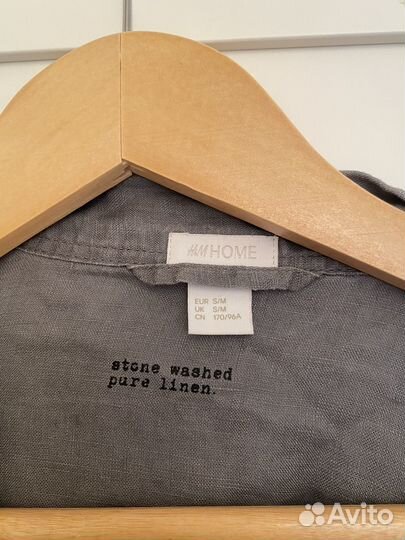 H&M HOME
EUR S/M
UK S/M
CN 170/96A
stone washed
pure linen.
Avito